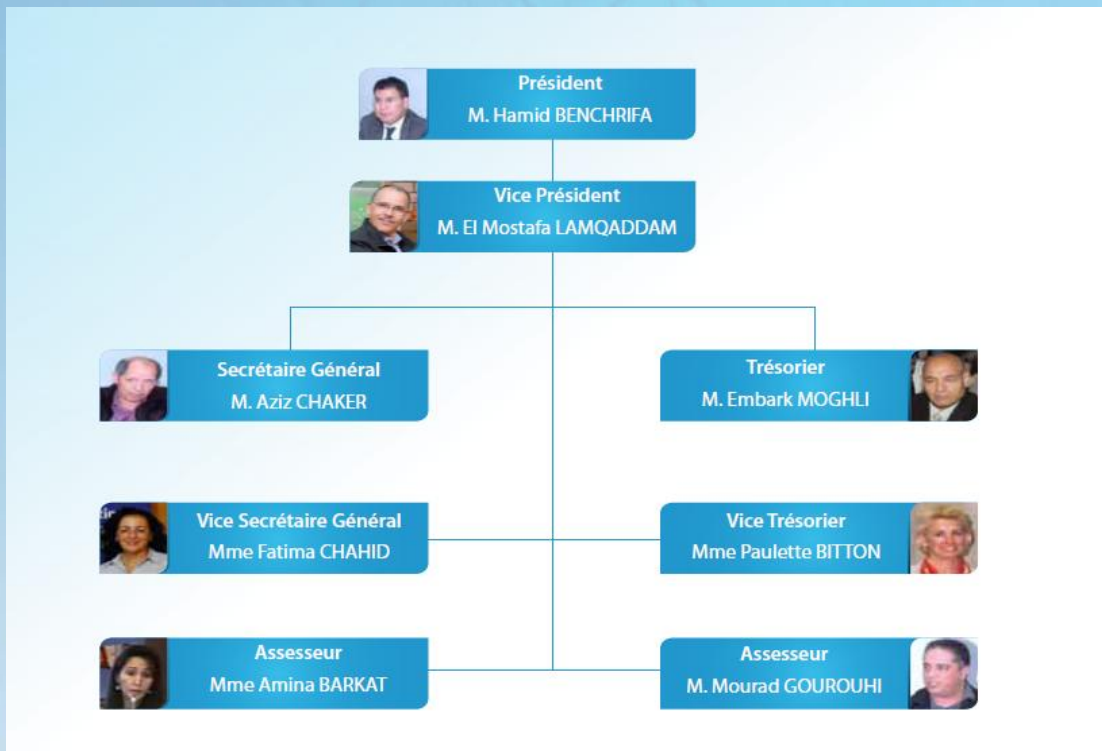 Président
M. Hamid BENCHRIFA
Vice Président
M. El Mostafa LAMQADDAM
Secrétaire Général
M. Aziz CHAKER
Trésorier
M. Embark MOGHLI
Vice Secrétaire Général
Mme Fatima CHAHID
Vice Trésorier
Mme Paulette BITTON
Assesseur
Mme Amina BARKAT
Assesseur
M. Mourad GOUROUHI